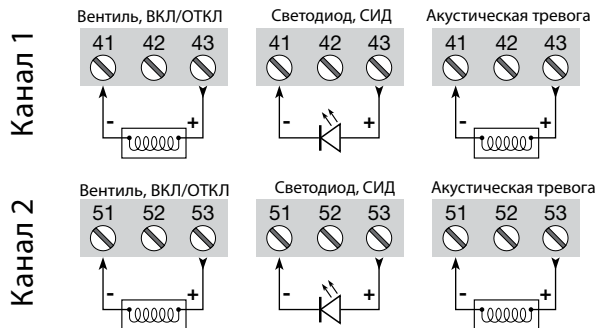 Канал 1
Вентиль, ВКЛ/ОТКЛ Светодиод, СИД Акустическая тревога
41 42 43 41 42 43 41 42 43
- + - + - +
Канал 2
Вентиль, ВКЛ/ОТКЛ Светодиод, СИД Акустическая тревога
51 52 53 51 52 53 51 52 53
- + - + - +